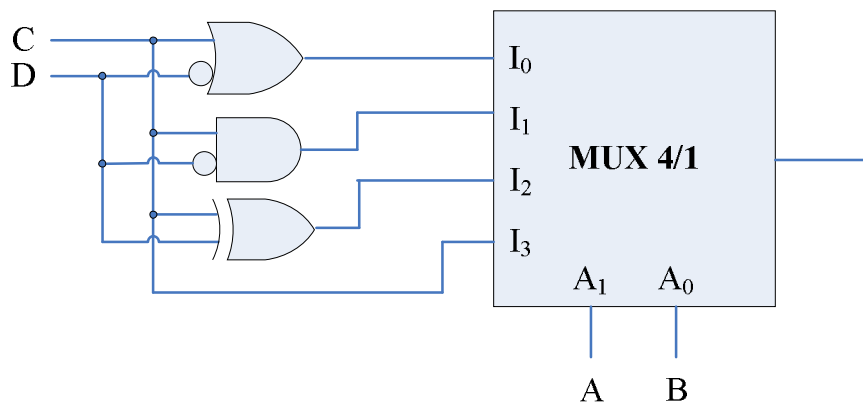 C
D
I₀
I₁
MUX 4/1
I₂
I₃
A₁ A₀
A B